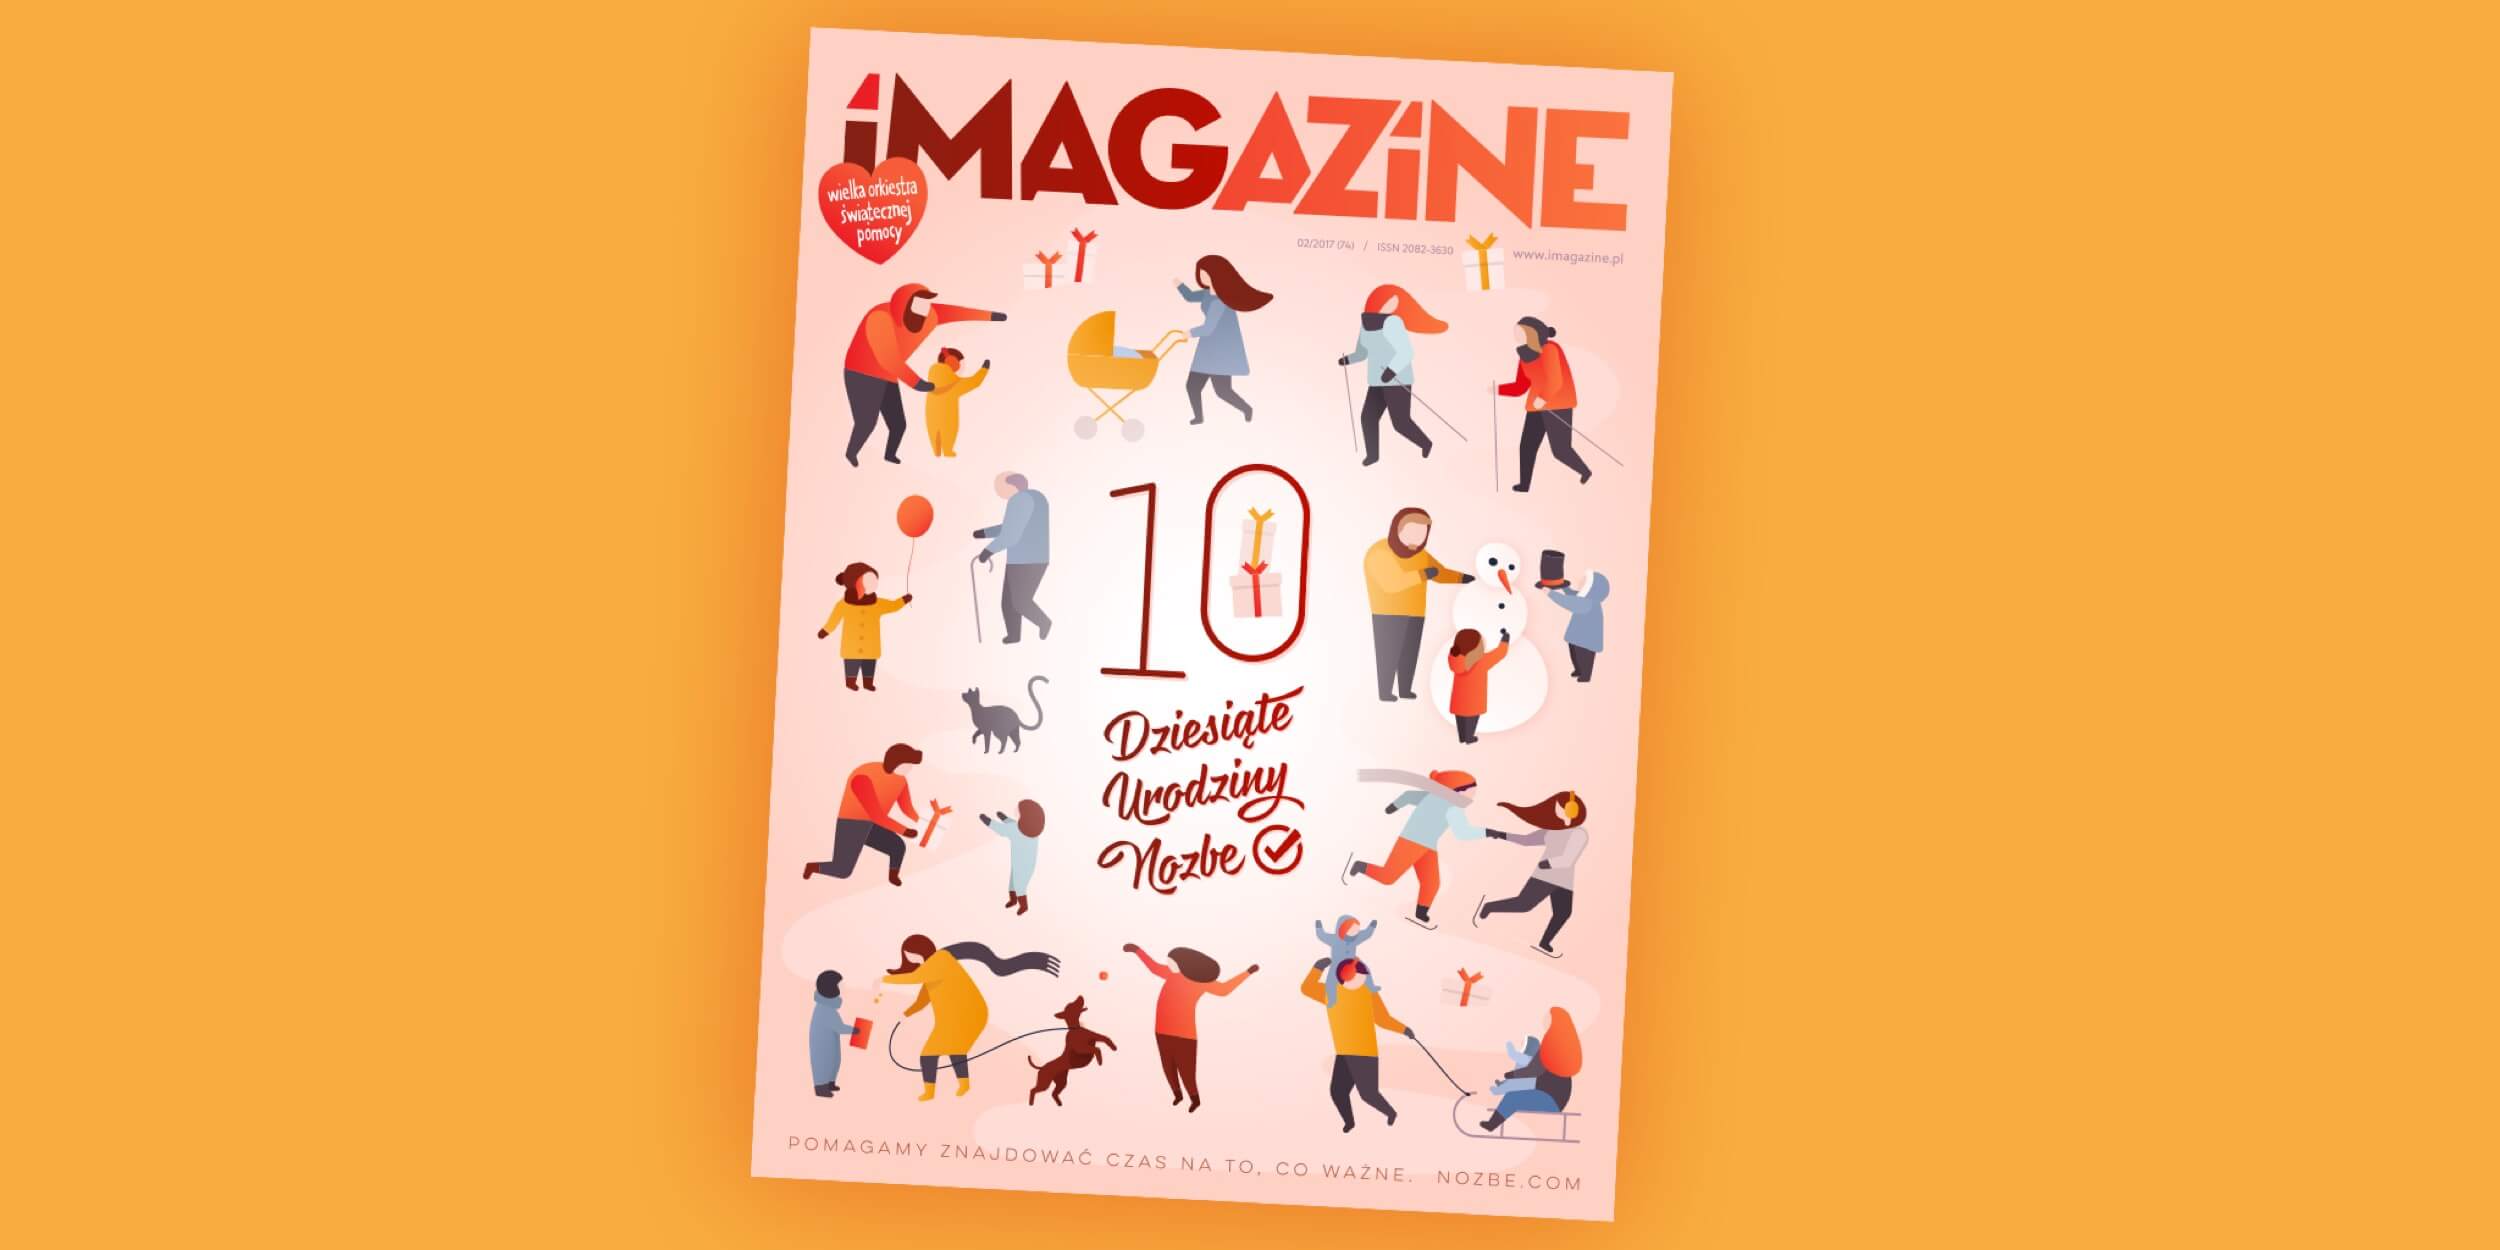 iMAGAZiNE
wielka orkiestra
świątecznej
pomocy
02/2017 (74) / ISSN 2082-3630
www.imagazine.pl
10
Dziesiąte
Urodziny
Nozbe
POMAGAMY ZNAJDOWAĆ CZAS NA TO, CO WAŻNE. NOZBE.COM